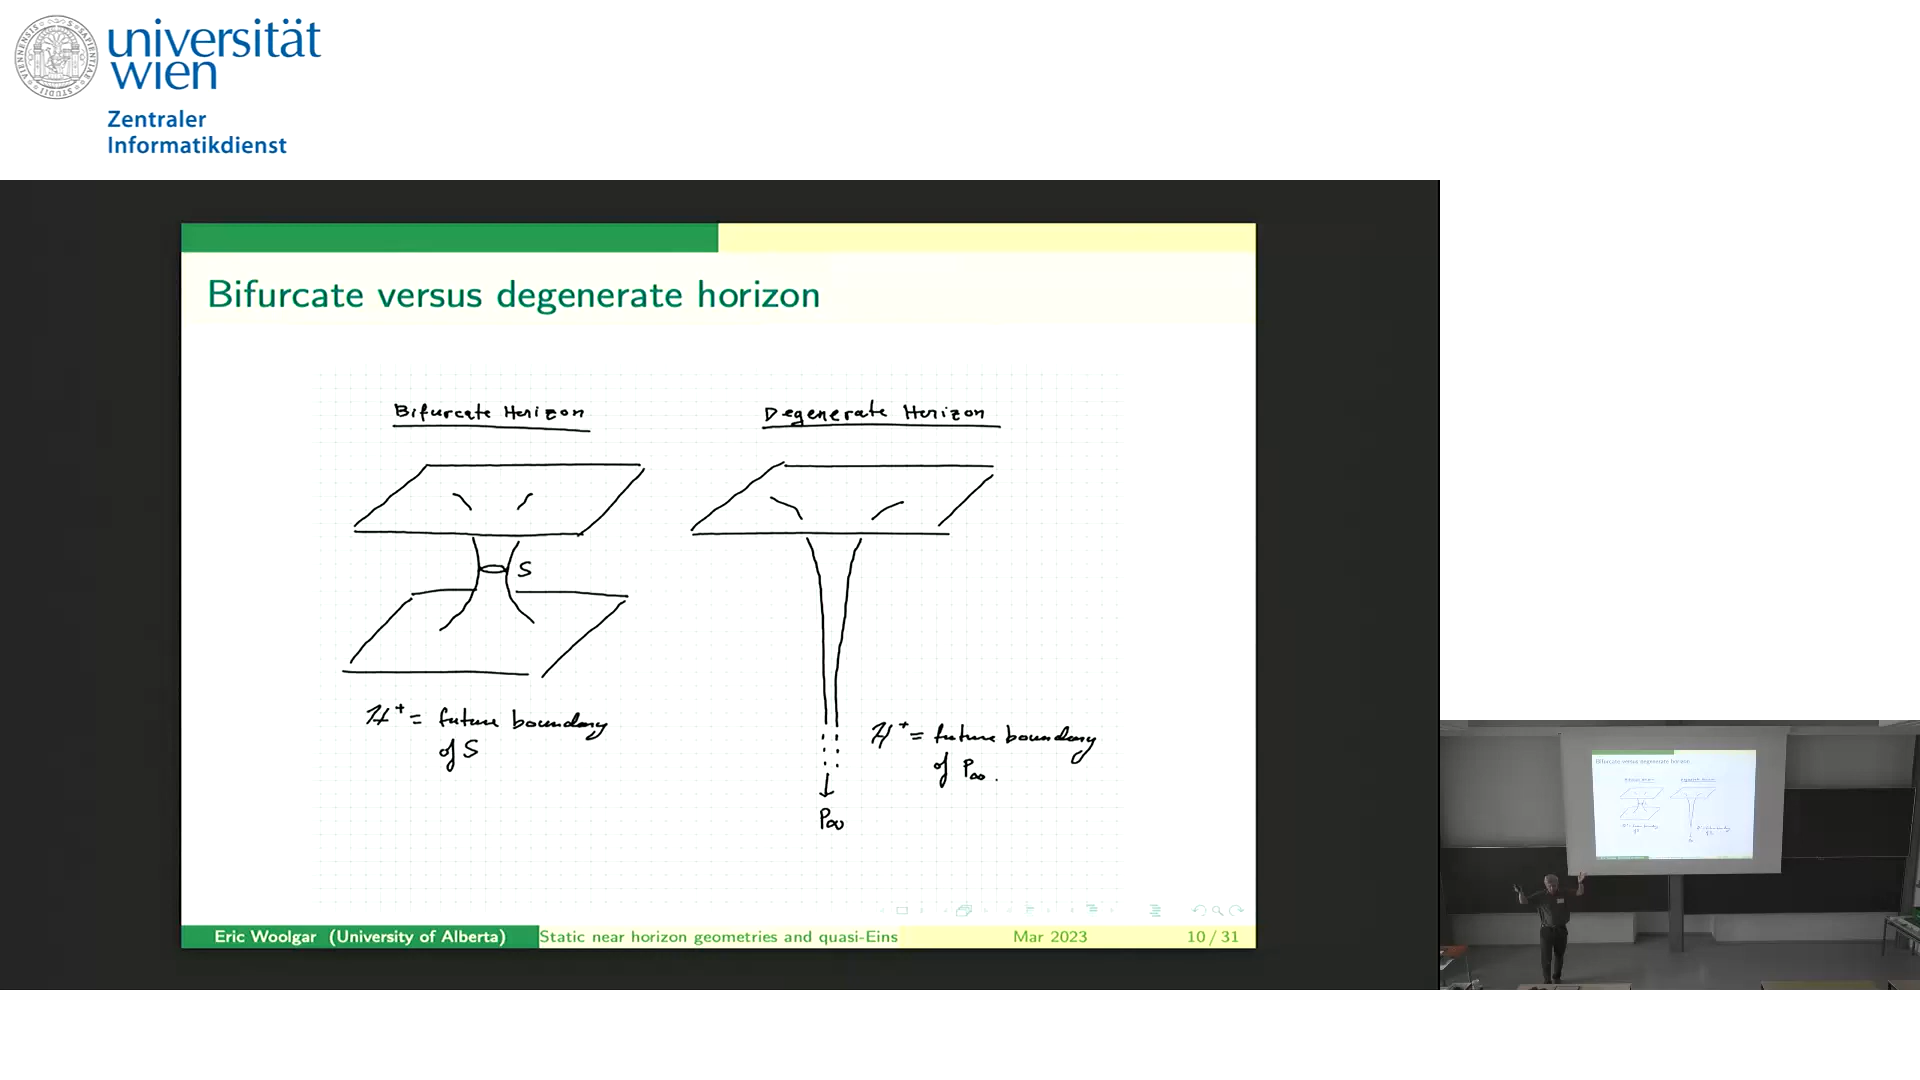 universität
wien
Zentraler
Informatikdienst
Bifurcate versus degenerate horizon
Bifurcate Horizon
Degenerate Horizon
S
H⁺ = future boundary
of S
H⁺ = future boundary
of P∞.
P∞
Eric Woolgar (University of Alberta)
Static near horizon geometries and quasi-Eins
Mar 2023
10 / 31